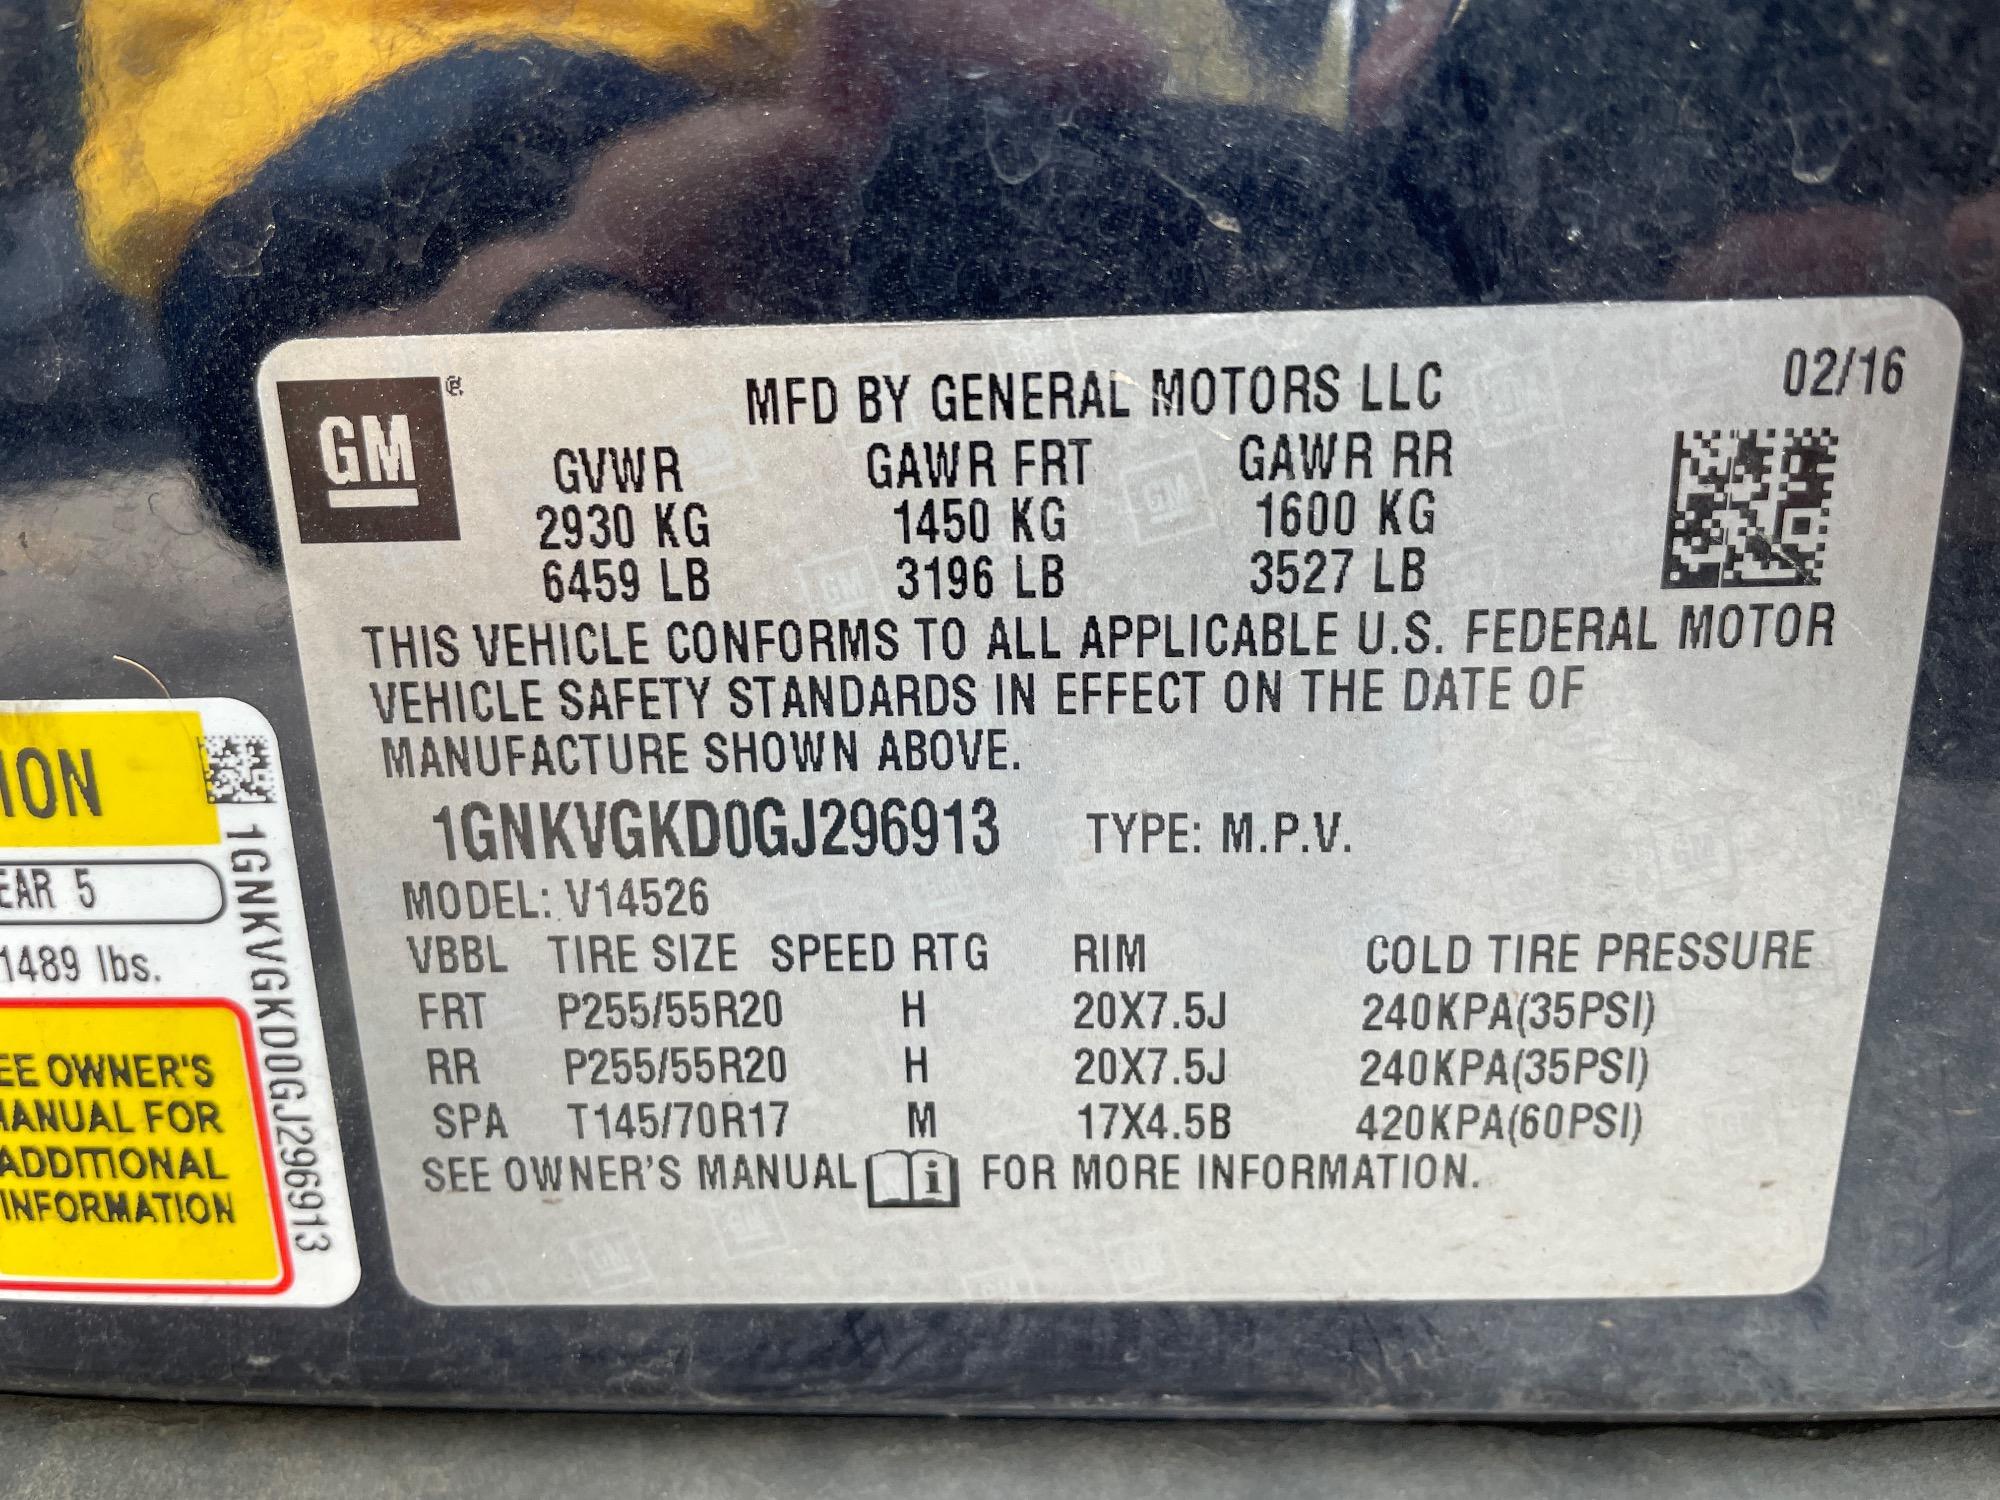 GM ®
MFD BY GENERAL MOTORS LLC
02/16
GVWR GAWR FRT GAWR RR
2930 KG 1450 KG 1600 KG
6459 LB 3196 LB 3527 LB
THIS VEHICLE CONFORMS TO ALL APPLICABLE U.S. FEDERAL MOTOR
VEHICLE SAFETY STANDARDS IN EFFECT ON THE DATE OF
MANUFACTURE SHOWN ABOVE.
1GNKVGKD0GJ296913 TYPE: M.P.V.
MODEL: V14526
VBBL TIRE SIZE SPEED RTG RIM COLD TIRE PRESSURE
FRT P255/55R20 H 20X7.5J 240KPA(35PSI)
RR P255/55R20 H 20X7.5J 240KPA(35PSI)
SPA T145/70R17 M 17X4.5B 420KPA(60PSI)
SEE OWNER'S MANUAL i FOR MORE INFORMATION.
ION
EAR 5
1489 lbs.
EE OWNER'S
ANUAL FOR
ADDITIONAL
INFORMATION
1GNKVGKD0GJ296913